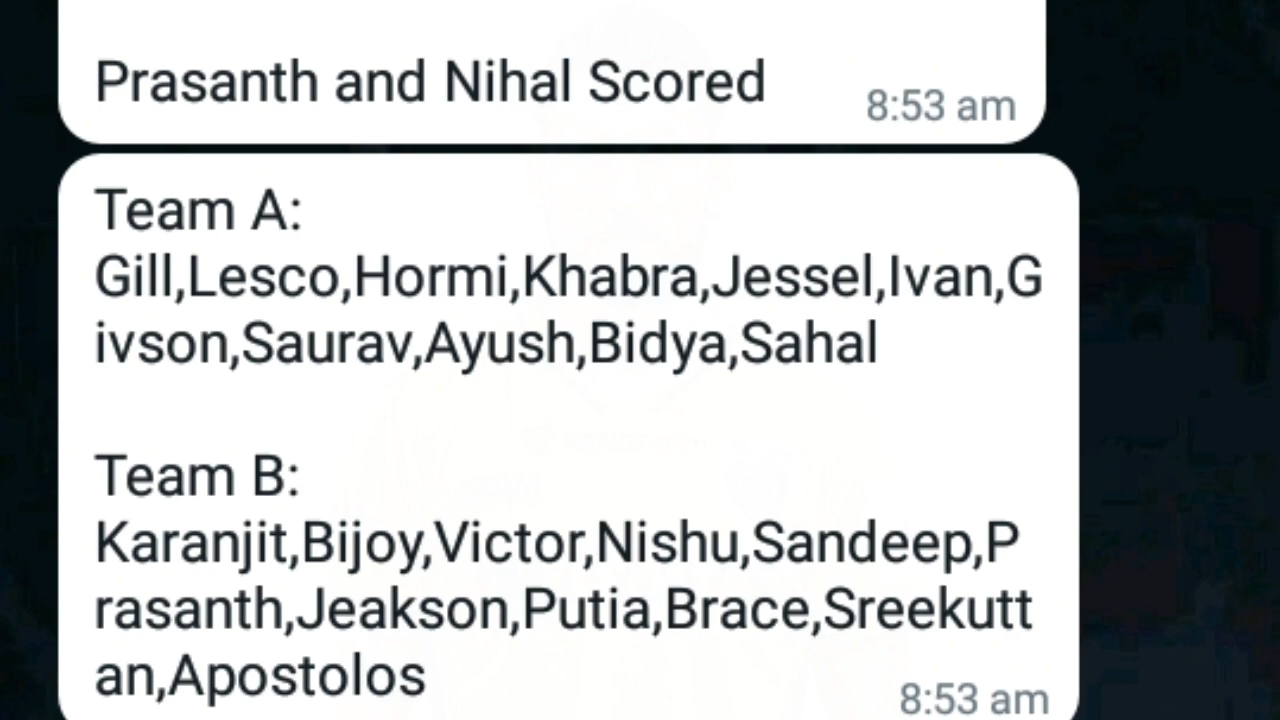 Prasanth and Nihal Scored
8:53 am
Team A:
Gill,Lesco,Hormi,Khabra,Jessel,Ivan,G
ivson,Saurav,Ayush,Bidya,Sahal
Team B:
Karanjit,Bijoy,Victor,Nishu,Sandeep,P
rasanth,Jeakson,Putia,Brace,Sreekutt
an,Apostolos
8:53 am